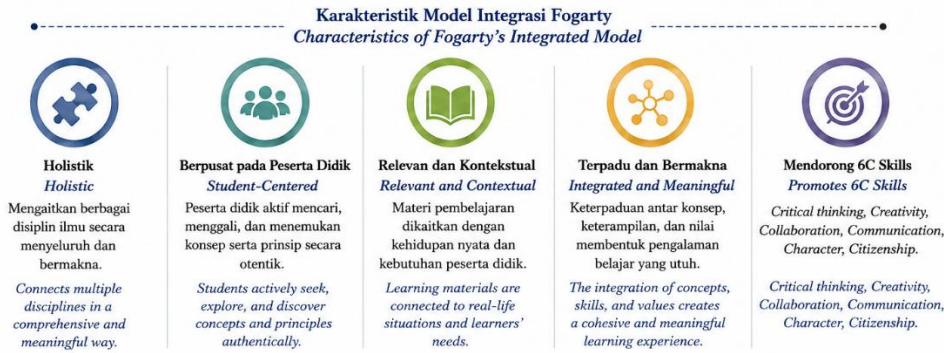 Karakteristik Model Integrasi Fogarty
Characteristics of Fogarty's Integrated Model
Holistik
Holistic
Mengaitkan berbagai
disiplin ilmu secara
menyeluruh dan
bermakna.
Connects multiple
disciplines in a
comprehensive and
meaningful way.
Berpusat pada Peserta Didik
Student-Centered
Peserta didik aktif mencari,
menggali, dan menemukan
konsep serta prinsip secara
otentik.
Students actively seek,
explore, and discover
concepts and principles
authentically.
Relevan dan Kontekstual
Relevant and Contextual
Materi pembelajaran
dikaitkan dengan
kehidupan nyata dan
kebutuhan peserta didik.
Learning materials are
connected to real-life
situations and learners'
needs.
Terpadu dan Bermakna
Integrated and Meaningful
Keterpaduan antar konsep,
keterampilan, dan nilai
membentuk pengalaman
belajar yang utuh.
The integration of concepts,
skills, and values creates
a cohesive and meaningful
learning experience.
Mendorong 6C Skills
Promotes 6C Skills
Critical thinking, Creativity,
Collaboration, Communication,
Character, Citizenship.
Critical thinking, Creativity,
Collaboration, Communication,
Character, Citizenship.